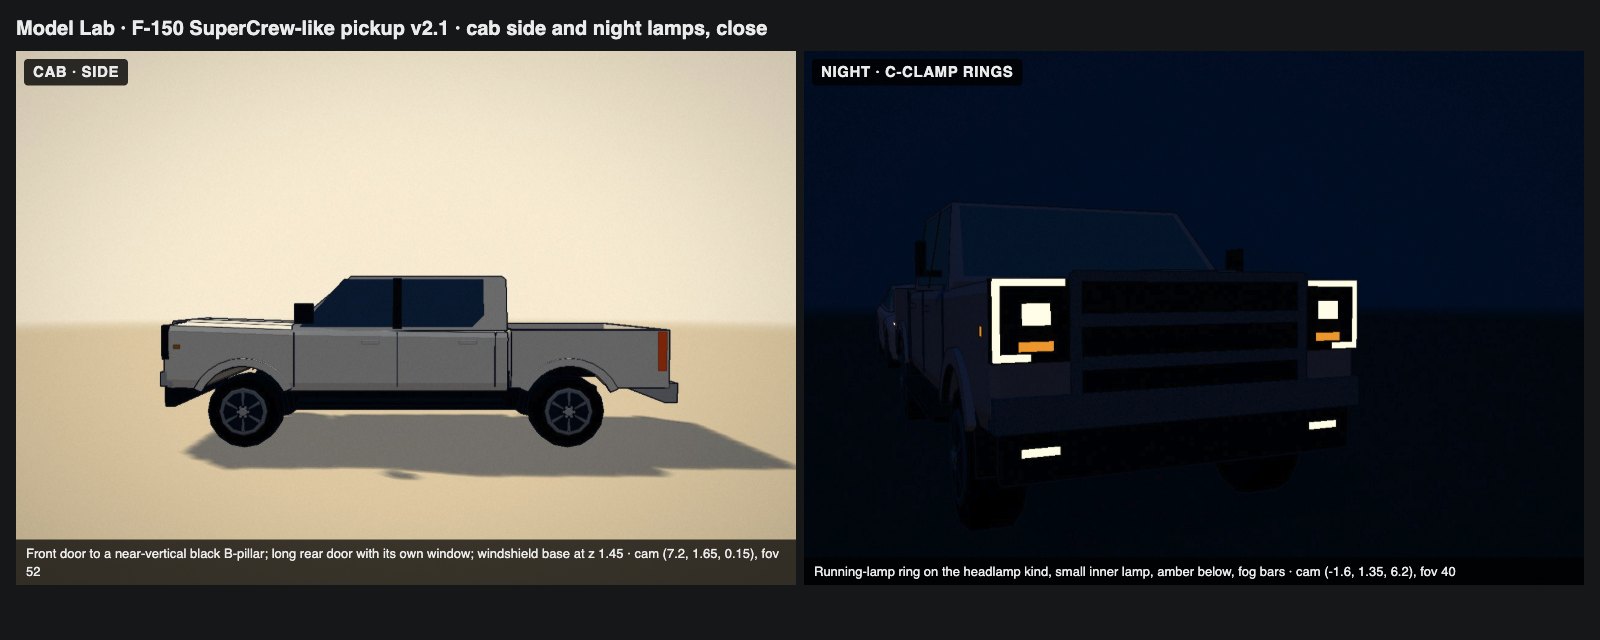 Model Lab · F-150 SuperCrew-like pickup v2.1 · cab side and night lamps, close
CAB · SIDE
Front door to a near-vertical black B-pillar; long rear door with its own window; windshield base at z 1.45 · cam (7.2, 1.65, 0.15), fov
52
NIGHT · C-CLAMP RINGS
Running-lamp ring on the headlamp kind, small inner lamp, amber below, fog bars · cam (-1.6, 1.35, 6.2), fov 40